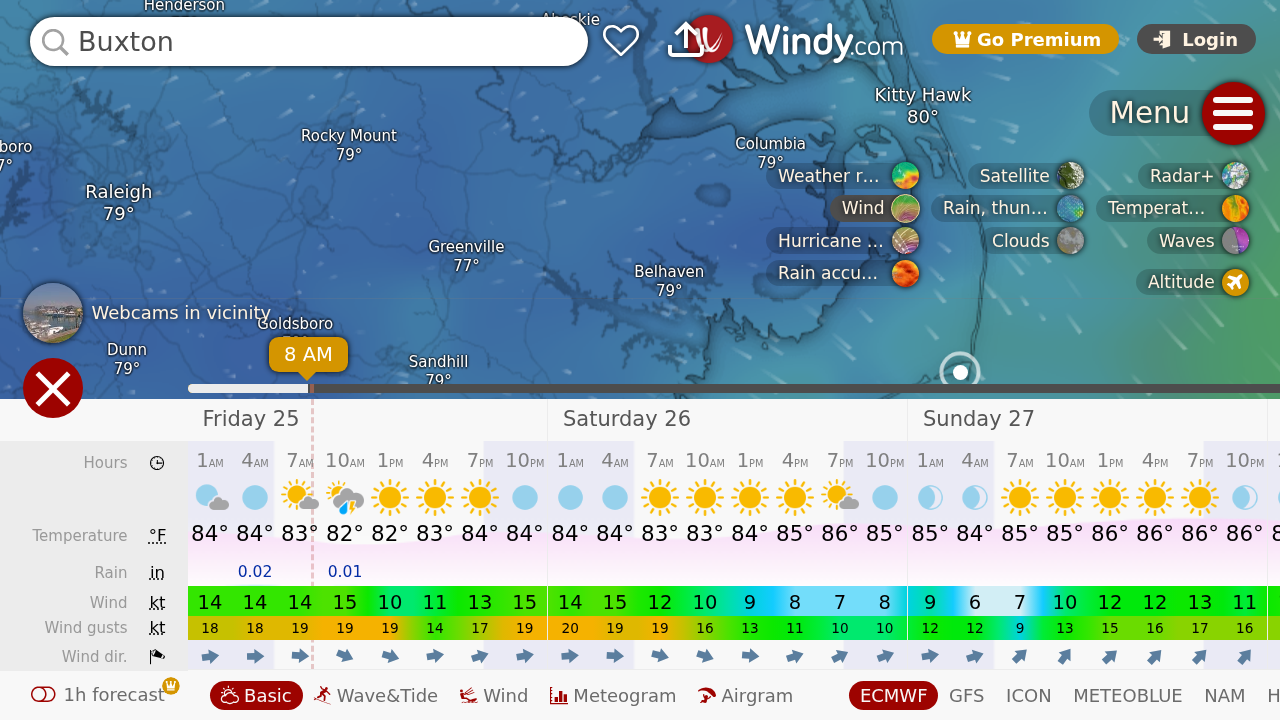 Henderson
Ahoskie
Buxton
Windy.com
Go Premium
Login
Kitty Hawk
80°
Menu
Rocky Mount
79°
Columbia
79°
boro
7°
Raleigh
79°
Weather r...
Satellite
Radar+
Wind
Rain, thun...
Temperat...
Hurricane ...
Clouds
Waves
Rain accu...
Altitude
Greenville
77°
Belhaven
79°
Webcams in vicinity
Goldsboro
Dunn
79°
8 AM
Sandhill
79°
Friday 25 Saturday 26 Sunday 27
Hours 1AM 4AM 7AM 10AM 1PM 4PM 7PM 10PM 1AM 4AM 7AM 10AM 1PM 4PM 7PM 10PM 1AM 4AM 7AM 10AM 1PM 4PM 7PM 10PM
Temperature °F 84° 84° 83° 82° 82° 83° 84° 84° 84° 84° 83° 83° 84° 85° 86° 85° 85° 84° 85° 85° 86° 86° 86° 86° 8
Rain in 0.02 0.01
Wind kt 14 14 14 15 10 11 13 15 14 15 12 10 9 8 7 8 9 6 7 10 12 12 13 11
Wind gusts kt 18 18 19 19 19 14 17 19 20 19 19 16 13 11 10 10 12 12 9 13 15 16 17 16
Wind dir.
1h forecast
Basic
Wave&Tide
Wind
Meteogram
Airgram
ECMWF GFS ICON METEOBLUE NAM H